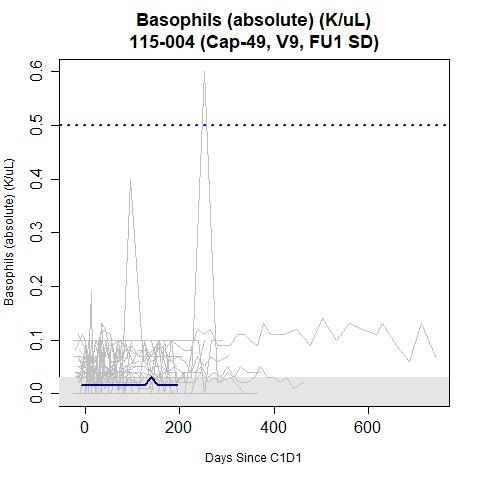 Basophils (absolute) (K/uL)
115-004 (Cap-49, V9, FU1 SD)
Basophils (absolute) (K/uL)
0.6
0.5
0.4
0.3
0.2
0.1
0.0
0 200 400 600
Days Since C1D1